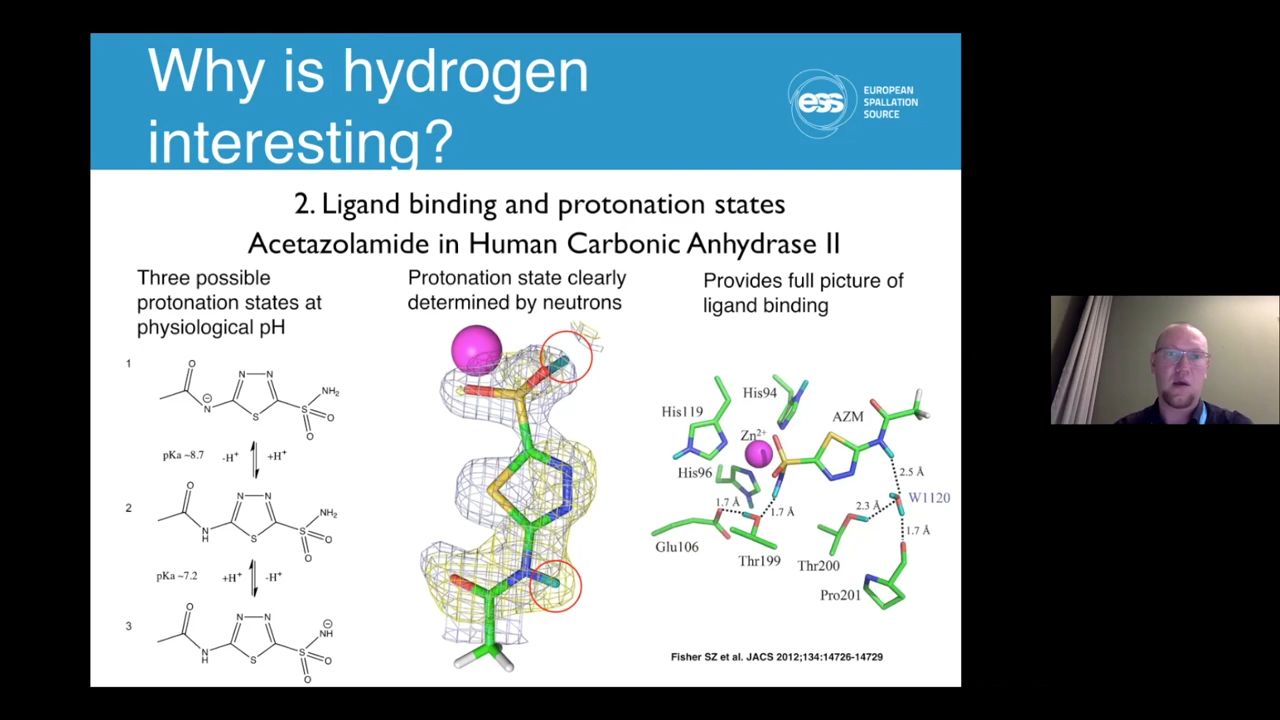 Why is hydrogen
interesting?
ess
EUROPEAN
SPALLATION
SOURCE
2. Ligand binding and protonation states
Acetazolamide in Human Carbonic Anhydrase II
Three possible
protonation states at
physiological pH
1
O
N N
N
⊖
S
S
NH₂
O
O
pKa ~8.7 -H⁺ +H⁺
2
O
N N
N
H
S
S
NH₂
O
O
pKa ~7.2 +H⁺ -H⁺
3
O
N N
N
H
S
S
⊖
NH
O
O
Protonation state clearly
determined by neutrons
Provides full picture of
ligand binding
His119
His94
AZM
Zn²⁺
His96
2.5 Å
W1120
1.7 Å
1.7 Å
2.3 Å
1.7 Å
Glu106
Thr199
Thr200
Pro201
Fisher SZ et al. JACS 2012;134:14726-14729